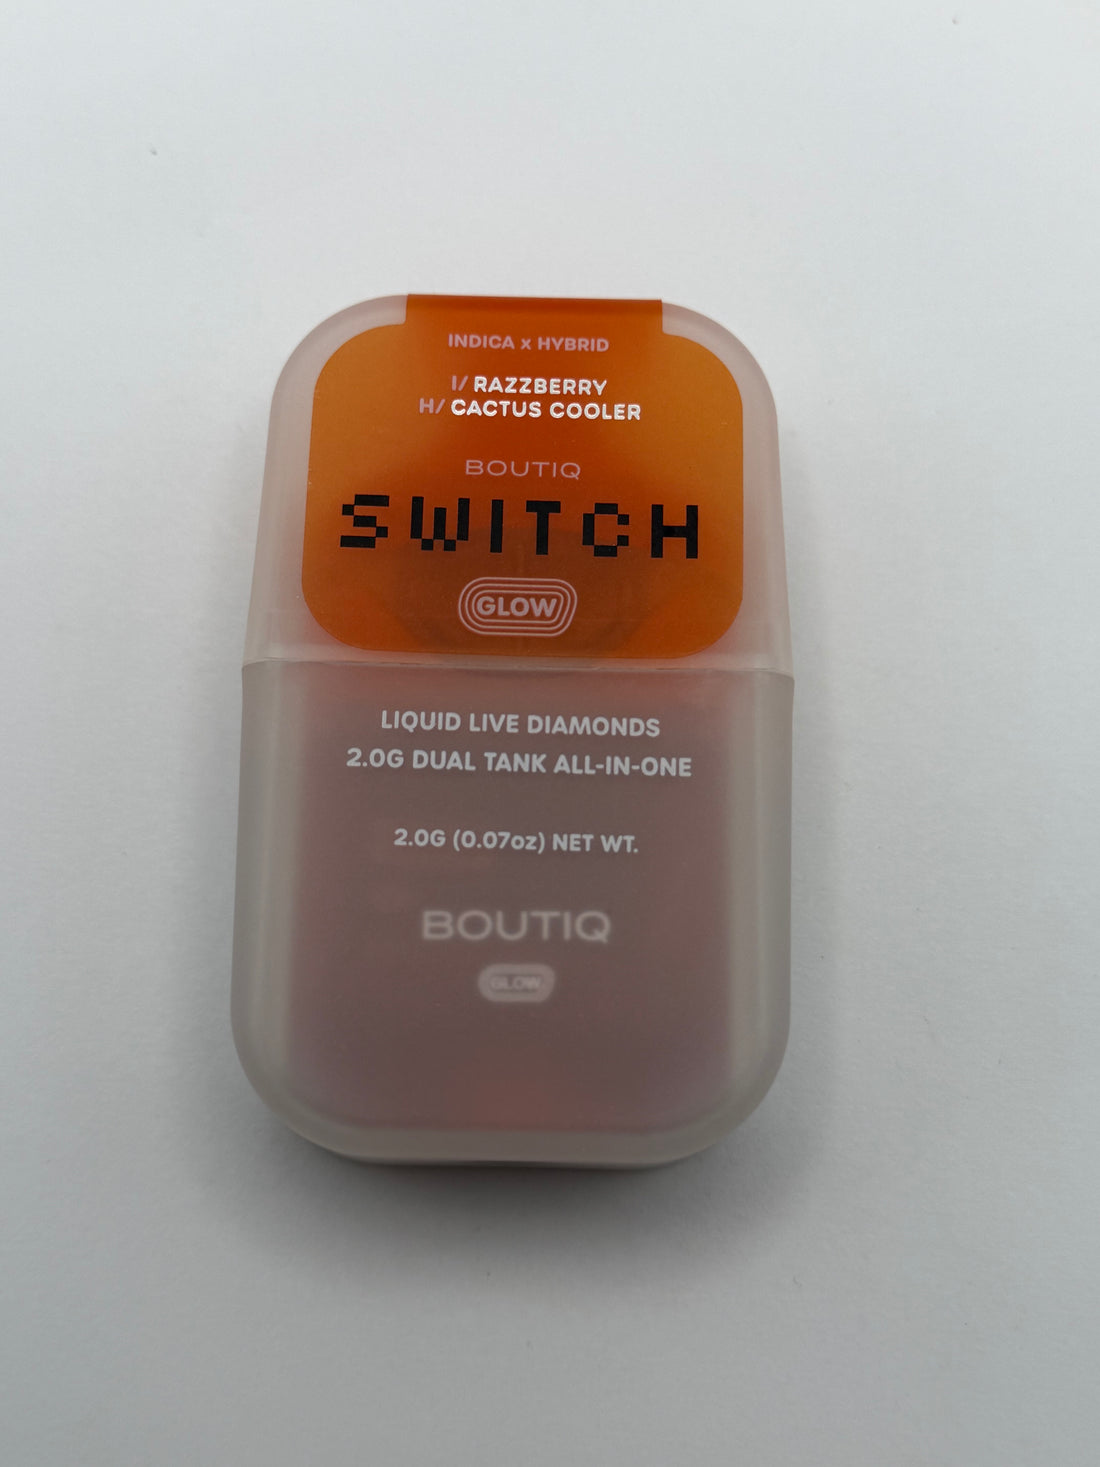 INDICA x HYBRID
I/ RAZZBERRY
H/ CACTUS COOLER
BOUTIQ
SWITCH
GLOW
LIQUID LIVE DIAMONDS
2.0G DUAL TANK ALL-IN-ONE
2.0G (0.07oz) NET WT.
BOUTIQ
GLOW